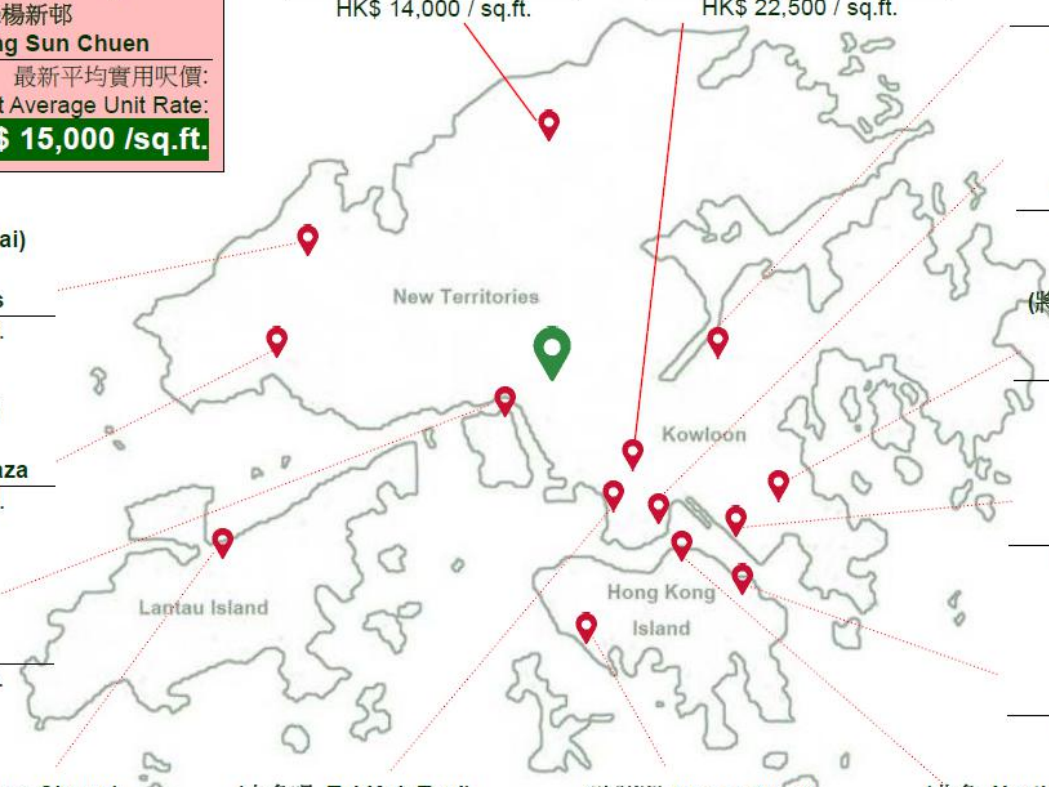 HK$ 14,000 / sq.ft.
HK$ 22,500 / sq.ft.
楊新邨
ng Sun Chuen
最新平均實用呎價:
t Average Unit Rate:
$ 15,000 /sq.ft.
ai)
s
New Territories
(將
Kowloon
aza
Hong Kong
Island
Lantau Island